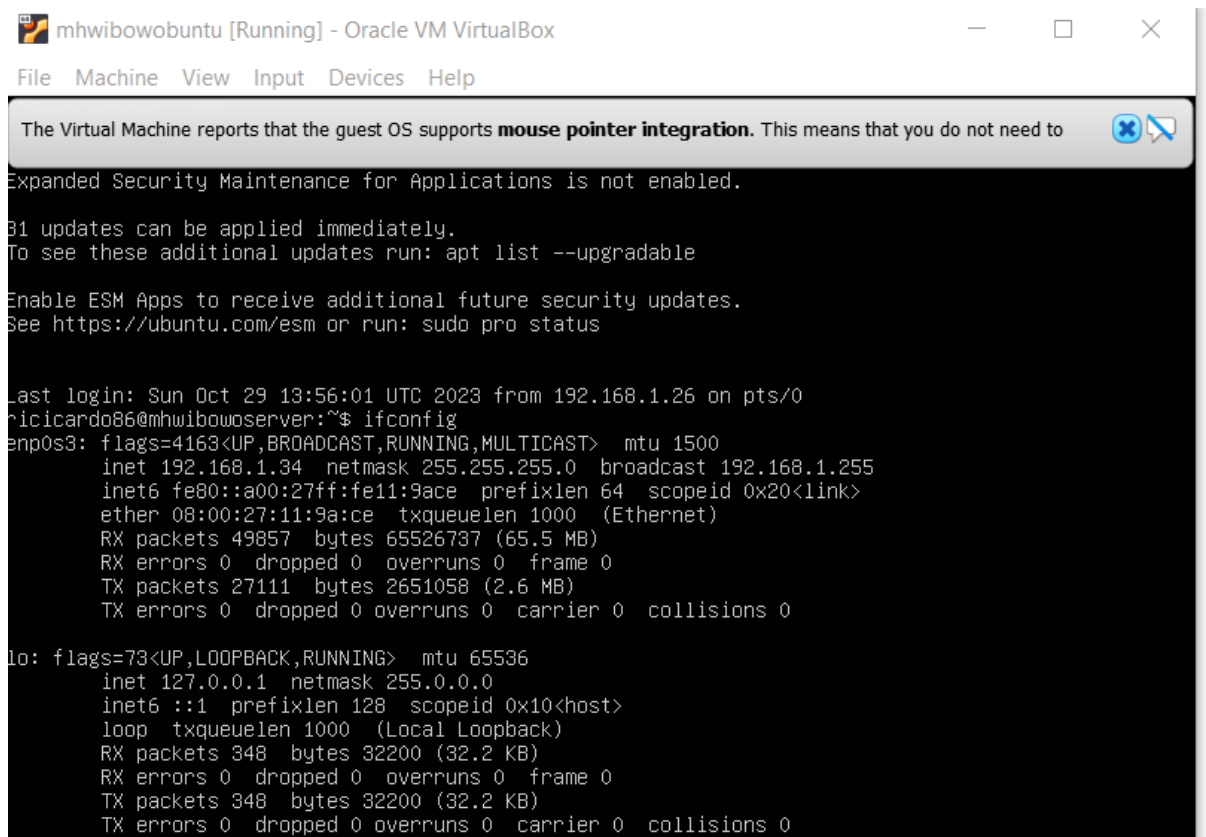 mhwibowobuntu [Running] - Oracle VM VirtualBox
File Machine View Input Devices Help
The Virtual Machine reports that the guest OS supports mouse pointer integration. This means that you do not need to
Expanded Security Maintenance for Applications is not enabled.
31 updates can be applied immediately.
To see these additional updates run: apt list --upgradable
Enable ESM Apps to receive additional future security updates.
See https://ubuntu.com/esm or run: sudo pro status
Last login: Sun Oct 29 13:56:01 UTC 2023 from 192.168.1.26 on pts/0
ricicardo86@mhwibowoserver:~$ ifconfig
enp0s3: flags=4163<UP,BROADCAST,RUNNING,MULTICAST>  mtu 1500
inet 192.168.1.34  netmask 255.255.255.0  broadcast 192.168.1.255
inet6 fe80::a00:27ff:fe11:9ace  prefixlen 64  scopeid 0x20<link>
ether 08:00:27:11:9a:ce  txqueuelen 1000  (Ethernet)
RX packets 49857  bytes 65526737 (65.5 MB)
RX errors 0  dropped 0  overruns 0  frame 0
TX packets 27111  bytes 2651058 (2.6 MB)
TX errors 0  dropped 0 overruns 0  carrier 0  collisions 0
lo: flags=73<UP,LOOPBACK,RUNNING>  mtu 65536
inet 127.0.0.1  netmask 255.0.0.0
inet6 ::1  prefixlen 128  scopeid 0x10<host>
loop  txqueuelen 1000  (Local Loopback)
RX packets 348  bytes 32200 (32.2 KB)
RX errors 0  dropped 0  overruns 0  frame 0
TX packets 348  bytes 32200 (32.2 KB)
TX errors 0  dropped 0 overruns 0  carrier 0  collisions 0